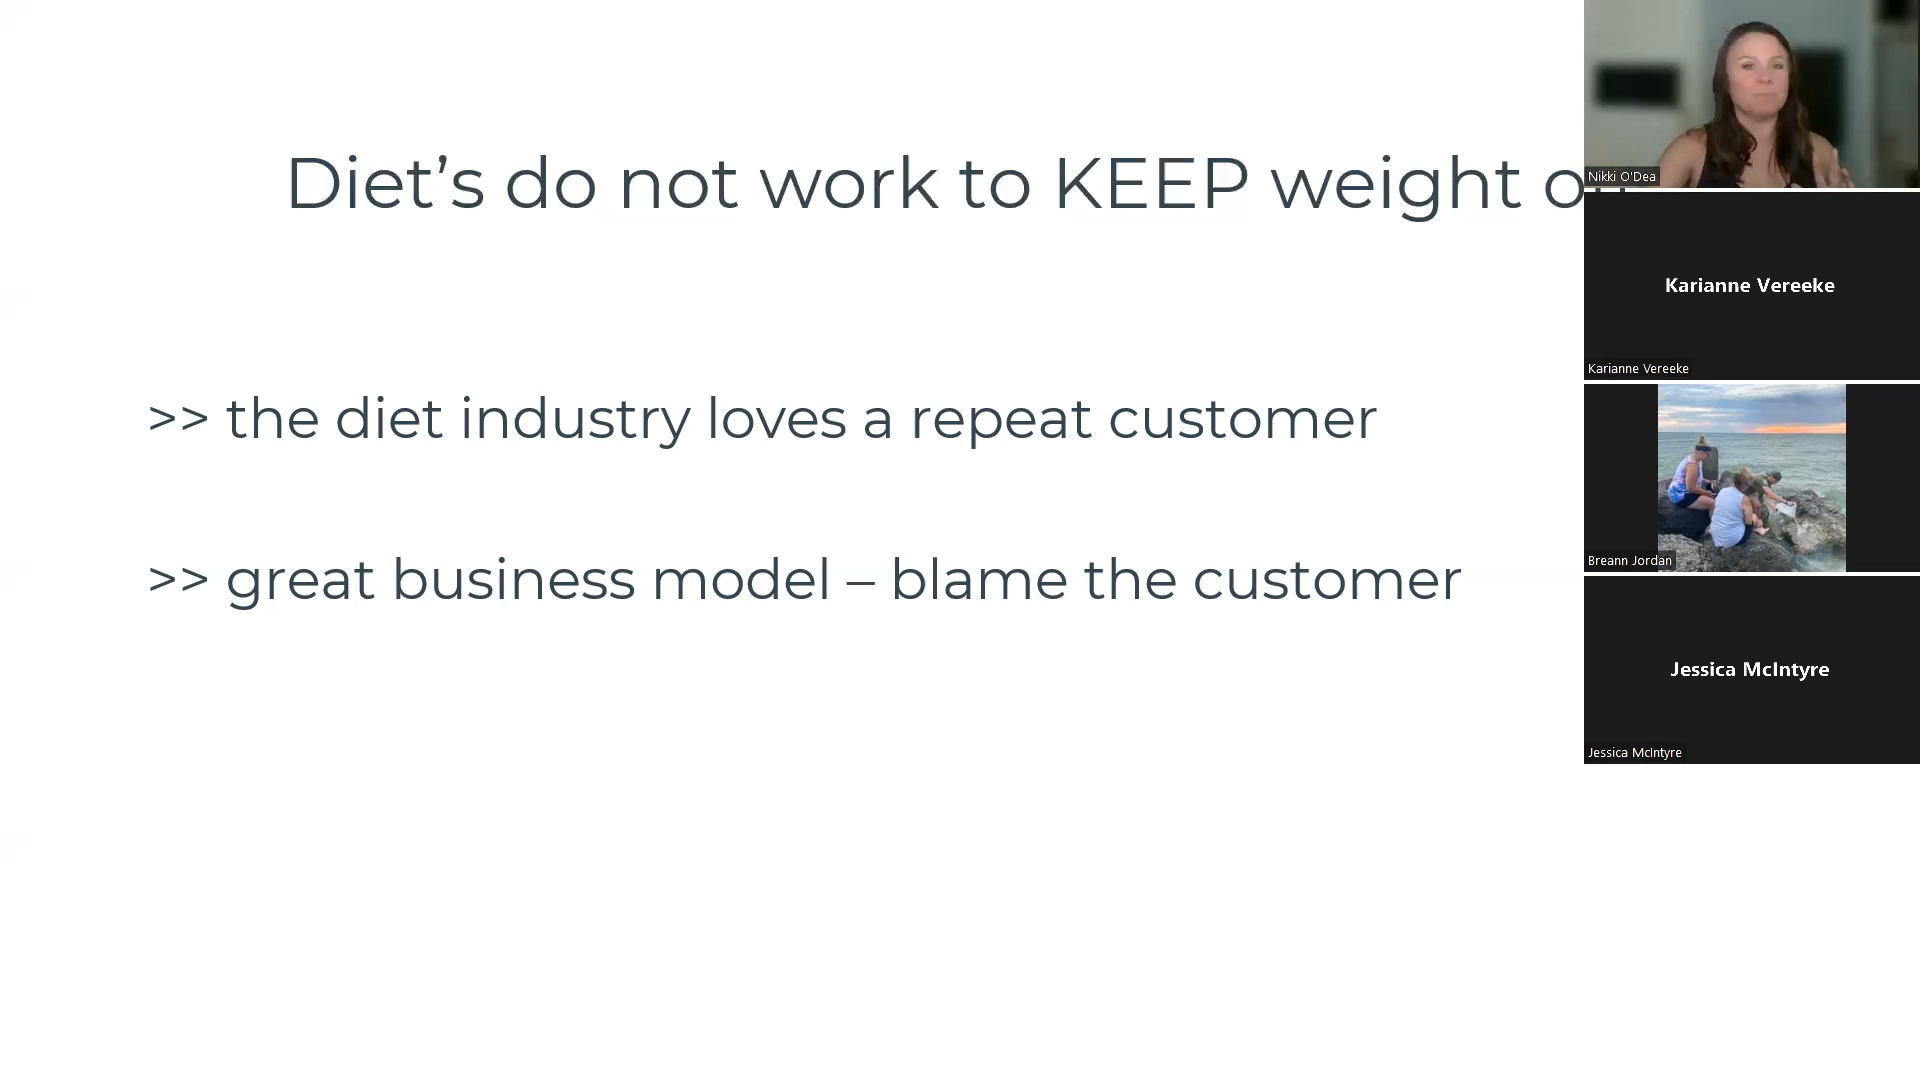 Diet’s do not work to KEEP weight
>> the diet industry loves a repeat customer
>> great business model – blame the customer
Nikki O'Dea
Karianne Vereeke
Karianne Vereeke
Breann Jordan
Jessica McIntyre
Jessica McIntyre